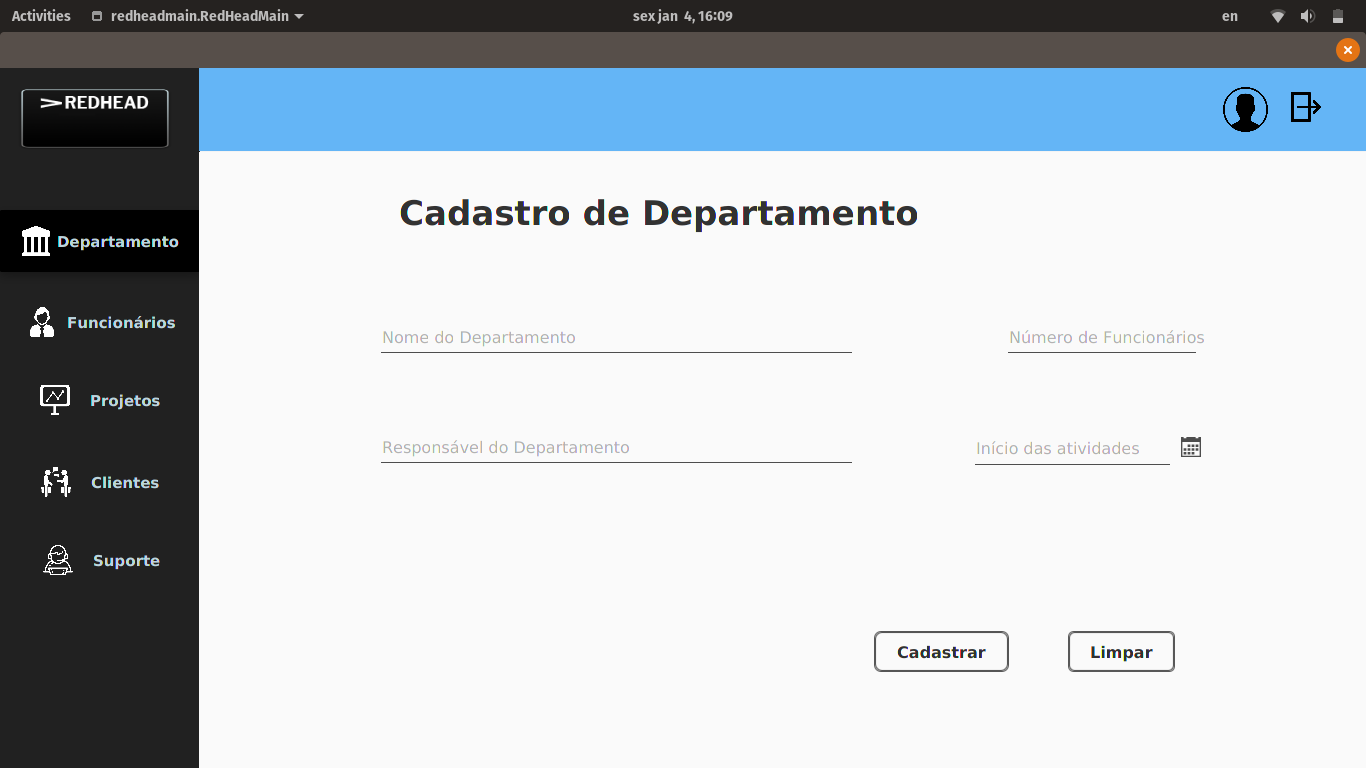 Activities redheadmain.RedHeadMain sex jan 4, 16:09 en
REDHEAD
Departamento
Funcionários
Projetos
Clientes
Suporte
Cadastro de Departamento
Nome do Departamento Número de Funcionários
Responsável do Departamento Início das atividades
Cadastrar Limpar